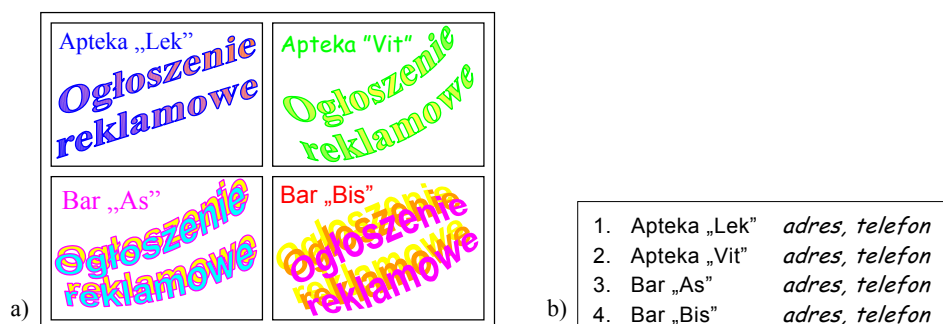 Apteka „Lek”
Ogłoszenie
reklamowe
Apteka "Vit"
Ogłoszenie
reklamowe
Bar „As”
Ogłoszenie
reklamowe
Bar „Bis”
Ogłoszenie
reklamowe
a)
b)
1. Apteka „Lek” adres, telefon
2. Apteka „Vit” adres, telefon
3. Bar „As” adres, telefon
4. Bar „Bis” adres, telefon